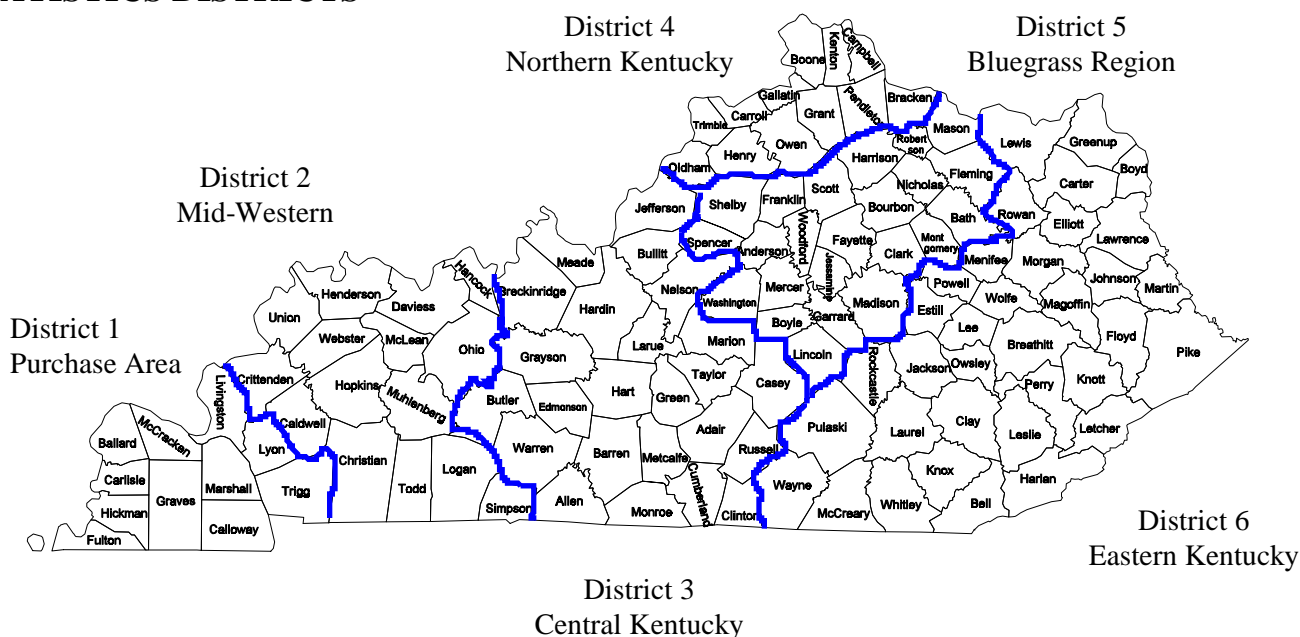 ATISTICS DISTRICTS
District 4
Northern Kentucky
District 5
Bluegrass Region
District 2
Mid-Western
District 1
Purchase Area
District 6
Eastern Kentucky
District 3
Central Kentucky
Boone
Kenton
Campbell
Gallatin
Carroll
Trimble
Grant
Pendleton
Bracken
Owen
Henry
Oldham
Mason
Robert
son
Lewis
Greenup
Boyd
Carter
Harrison
Fleming
Nicholas
Rowan
Elliott
Lawrence
Jefferson
Shelby
Franklin
Scott
Bourbon
Bath
Spencer
Anderson
Woodford
Fayette
Clark
Mont
gomery
Menifee
Morgan
Johnson
Martin
Bullitt
Meade
Hancock
Breckinridge
Hardin
Nelson
Washington
Mercer
Jessamine
Garrard
Madison
Powell
Estill
Wolfe
Magoffin
Floyd
Pike
Henderson
Daviess
Union
Webster
McLean
Ohio
Grayson
Larue
Marion
Boyle
Lincoln
Rockcastle
Jackson
Lee
Owsley
Breathitt
Knott
Perry
Letcher
Livingston
Crittenden
Hopkins
Muhlenberg
Butler
Edmonson
Hart
Green
Taylor
Casey
Pulaski
Laurel
Clay
Leslie
Harlan
Ballard
McCracken
Caldwell
Lyon
Christian
Todd
Logan
Warren
Barren
Metcalfe
Adair
Russell
Wayne
Knox
Bell
Whitley
McCreary
Carlisle
Graves
Marshall
Trigg
Simpson
Allen
Monroe
Cumberland
Clinton
Hickman
Fulton
Calloway